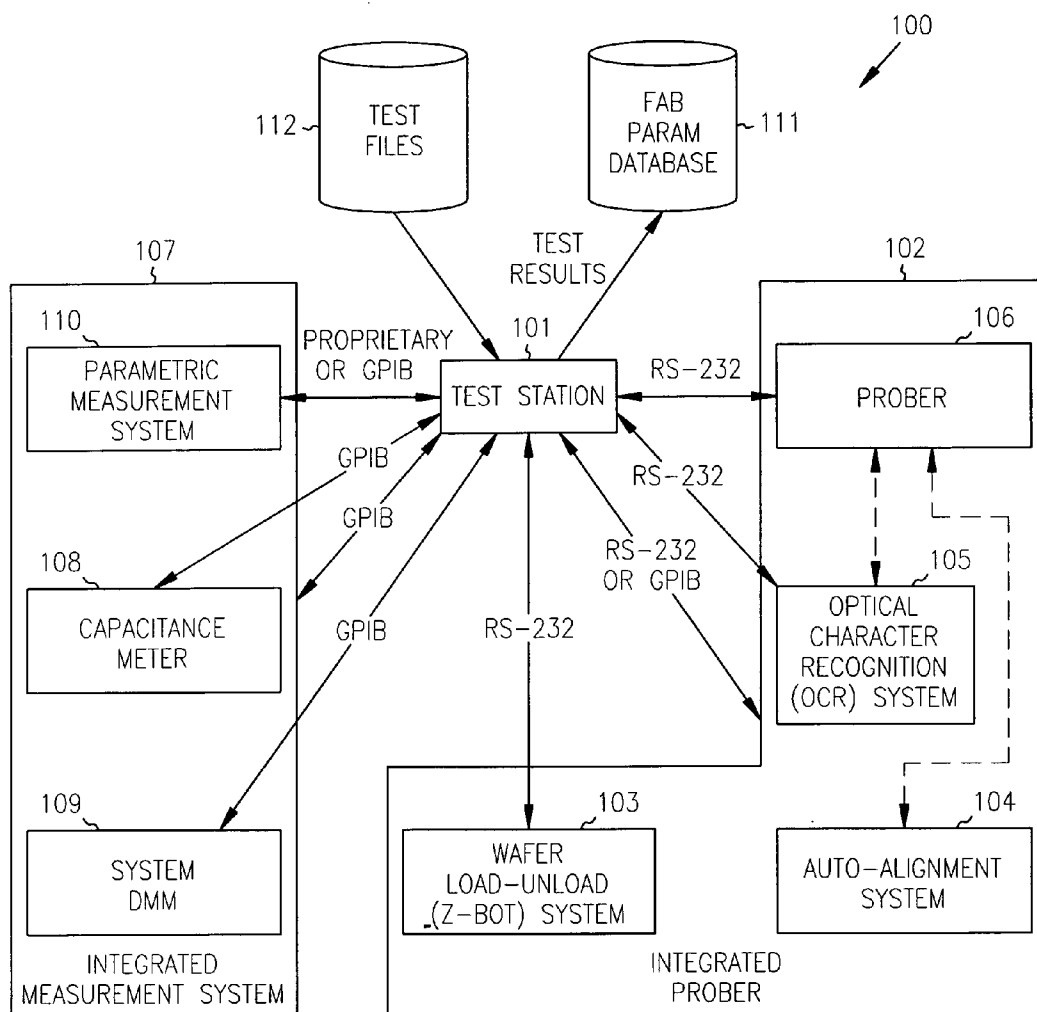 100
112
TEST
FILES
FAB
PARAM
DATABASE
111
TEST
RESULTS
107
102
110
PARAMETRIC
MEASUREMENT
SYSTEM
PROPRIETARY
OR GPIB
101
TEST STATION
RS-232
106
PROBER
GPIB
GPIB
GPIB
RS-232
RS-232
OR GPIB
RS-232
108
CAPACITANCE
METER
105
OPTICAL
CHARACTER
RECOGNITION
(OCR) SYSTEM
109
SYSTEM
DMM
103
WAFER
LOAD-UNLOAD
(Z-BOT) SYSTEM
104
AUTO-ALIGNMENT
SYSTEM
INTEGRATED
MEASUREMENT SYSTEM
INTEGRATED
PROBER